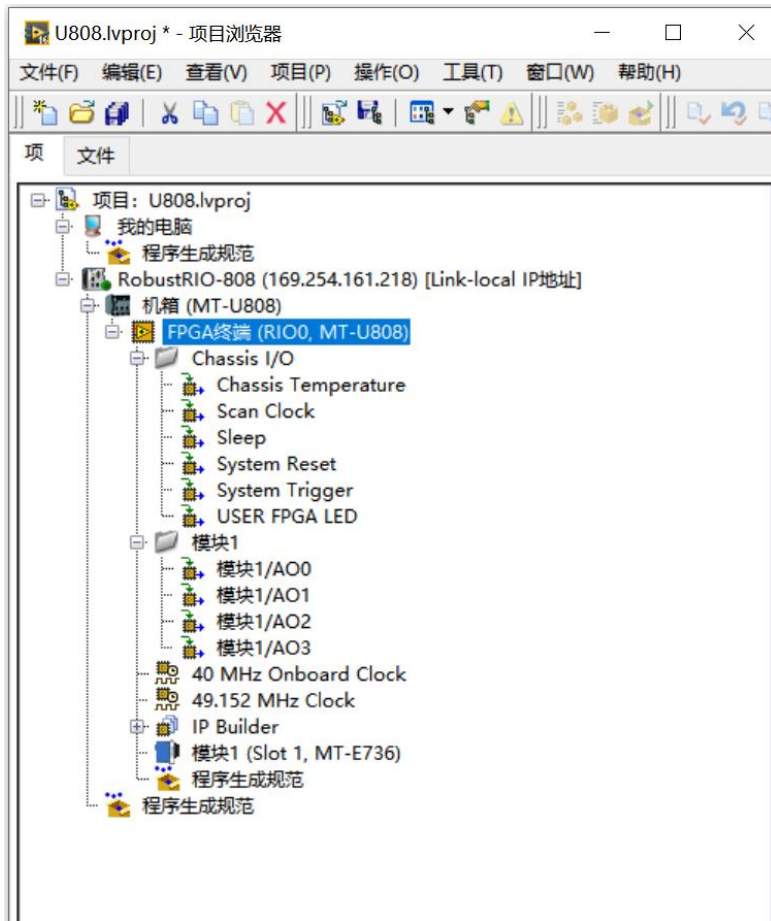 U808.lvproj * - 项目浏览器
文件(F) 编辑(E) 查看(V) 项目(P) 操作(O) 工具(T) 窗口(W) 帮助(H)
项 文件
项目: U808.lvproj
我的电脑
程序生成规范
RobustRIO-808 (169.254.161.218) [Link-local IP地址]
机箱 (MT-U808)
FPGA终端 (RIO0, MT-U808)
Chassis I/O
Chassis Temperature
Scan Clock
Sleep
System Reset
System Trigger
USER FPGA LED
模块1
模块1/AO0
模块1/AO1
模块1/AO2
模块1/AO3
40 MHz Onboard Clock
49.152 MHz Clock
IP Builder
模块1 (Slot 1, MT-E736)
程序生成规范
程序生成规范